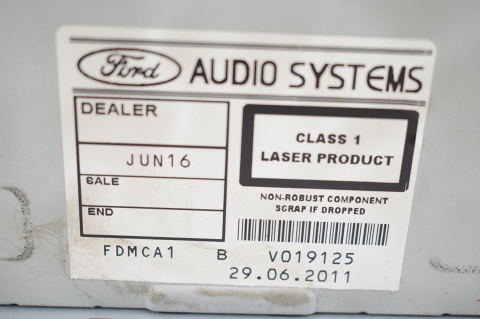 Ford AUDIO SYSTEMS
DEALER
JUN16
SALE
END
CLASS 1
LASER PRODUCT
NON-ROBUST COMPONENT
SCRAP IF DROPPED
FDMCA1 B V019125
29.06.2011